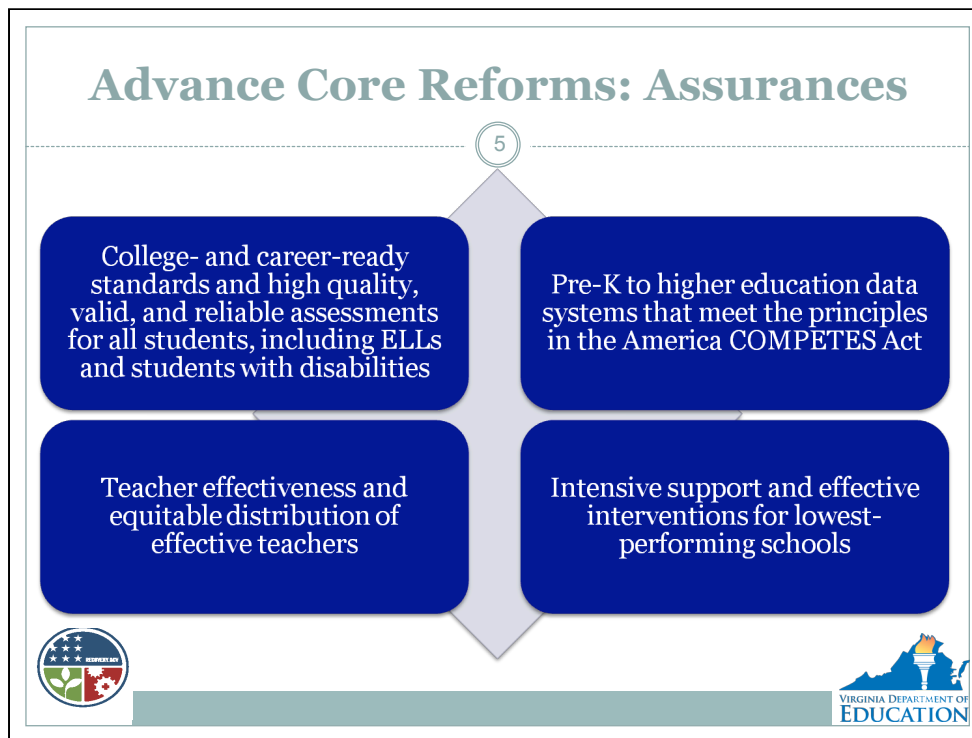 Advance Core Reforms: Assurances
5
College- and career-ready
standards and high quality,
valid, and reliable assessments
for all students, including ELLs
and students with disabilities
Pre-K to higher education data
systems that meet the principles
in the America COMPETES Act
Teacher effectiveness and
equitable distribution of
effective teachers
Intensive support and effective
interventions for lowest-
performing schools
RECOVERY.GOV
VIRGINIA DEPARTMENT OF
EDUCATION